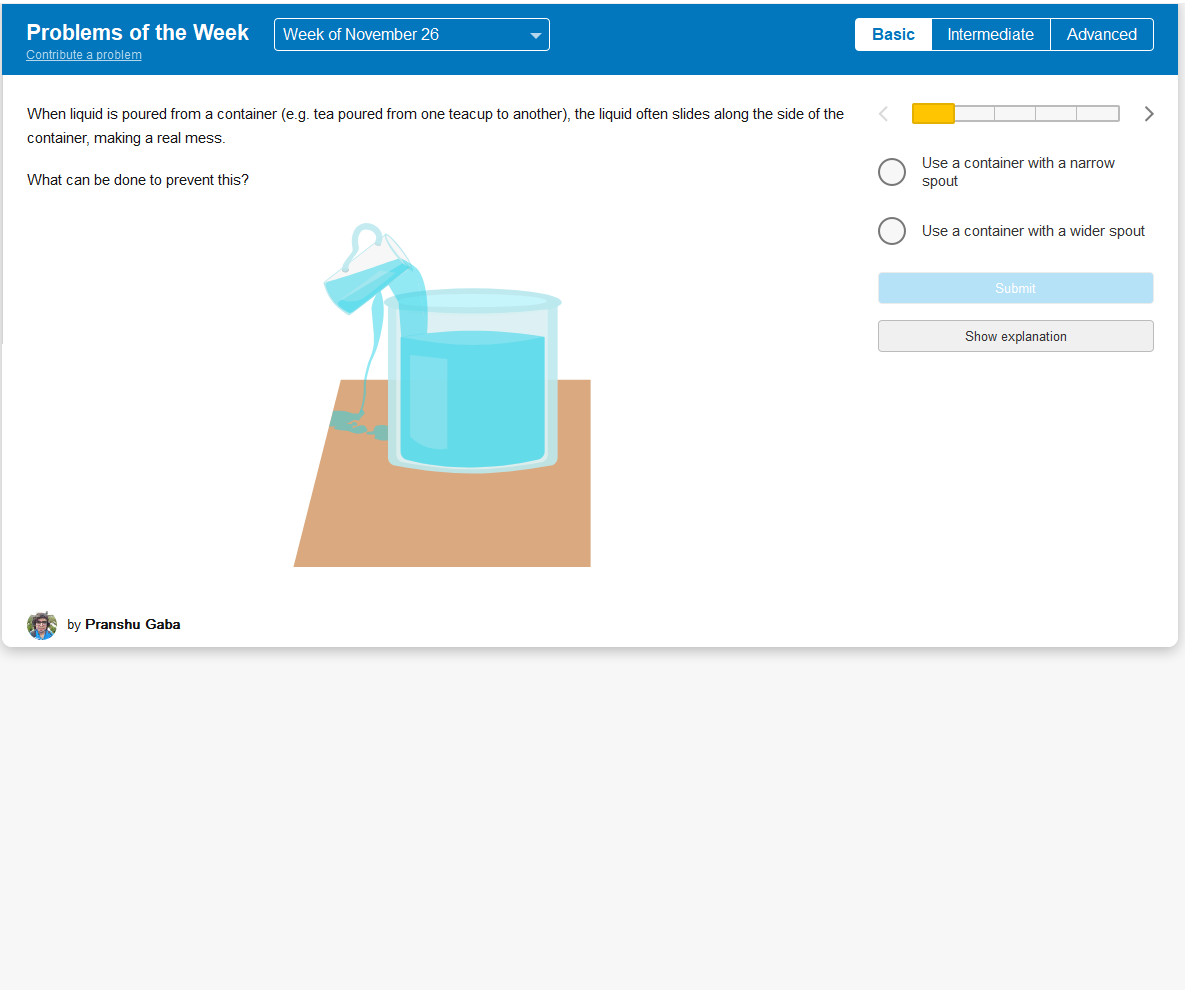 Problems of the Week
Contribute a problem
Week of November 26
Basic
Intermediate
Advanced
When liquid is poured from a container (e.g. tea poured from one teacup to another), the liquid often slides along the side of the
container, making a real mess.
What can be done to prevent this?
Use a container with a narrow
spout
Use a container with a wider spout
Submit
Show explanation
by Pranshu Gaba